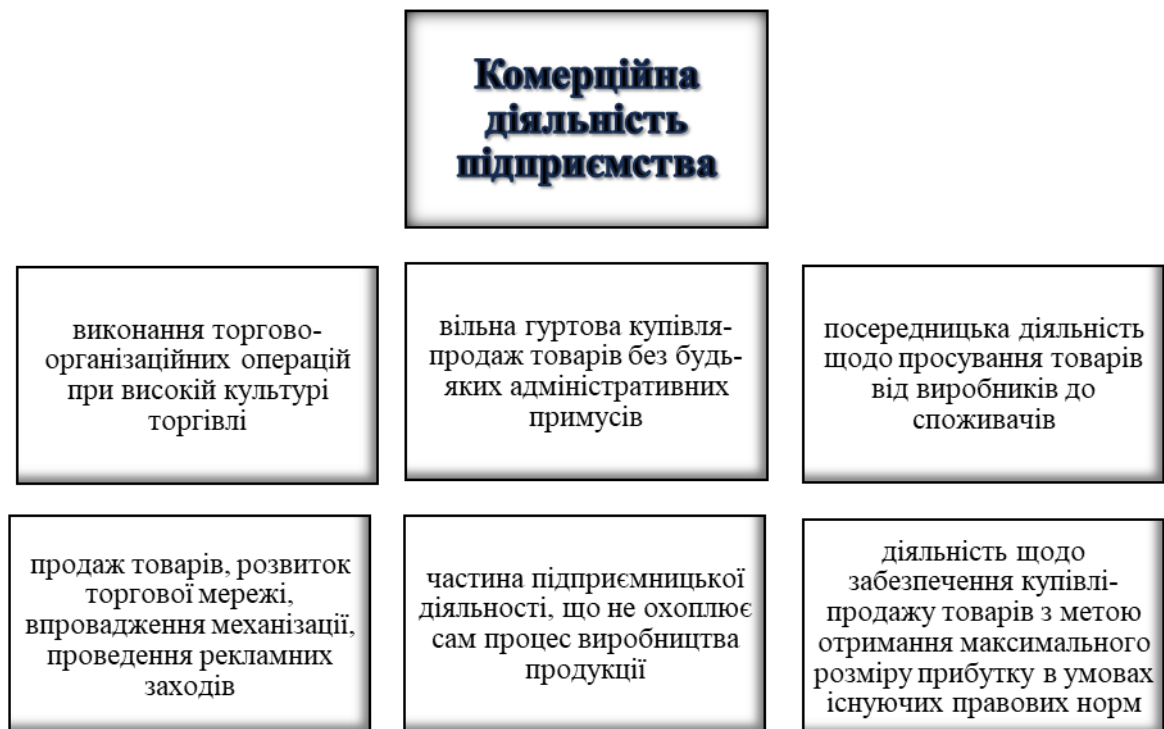 Комерційна
діяльність
підприємства
виконання торгово-
організаційних операцій
при високій культурі
торгівлі
вільна гуртова купівля-
продаж товарів без будь-
яких адміністративних
примусів
посередницька діяльність
щодо просування товарів
від виробників до
споживачів
продаж товарів, розвиток
торгової мережі,
впровадження механізації,
проведення рекламних
заходів
частина підприємницької
діяльності, що не охоплює
сам процес виробництва
продукції
діяльність щодо
забезпечення купівлі-
продажу товарів з метою
отримання максимального
розміру прибутку в умовах
існуючих правових норм